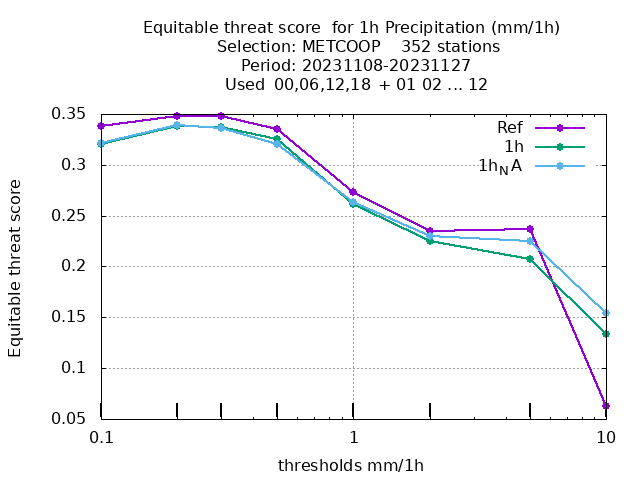 Equitable threat score  for 1h Precipitation (mm/1h)
Selection: METCOOP    352 stations
Period: 20231108-20231127
Used  00,06,12,18 + 01 02 ... 12
Equitable threat score
0.35
0.3
0.25
0.2
0.15
0.1
0.05
Ref
1h
1h_NA
0.1
1
10
thresholds mm/1h